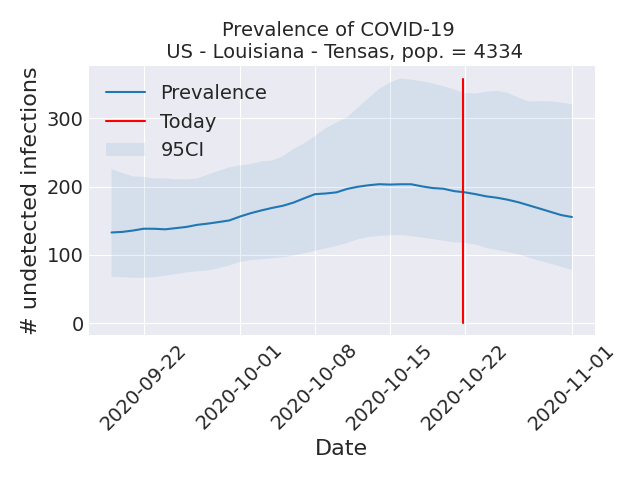 Prevalence of COVID-19
US - Louisiana - Tensas, pop. = 4334
# undetected infections
300
200
100
0
Prevalence
Today
95CI
2020-09-22
2020-10-01
2020-10-08
2020-10-15
2020-10-22
2020-11-01
Date